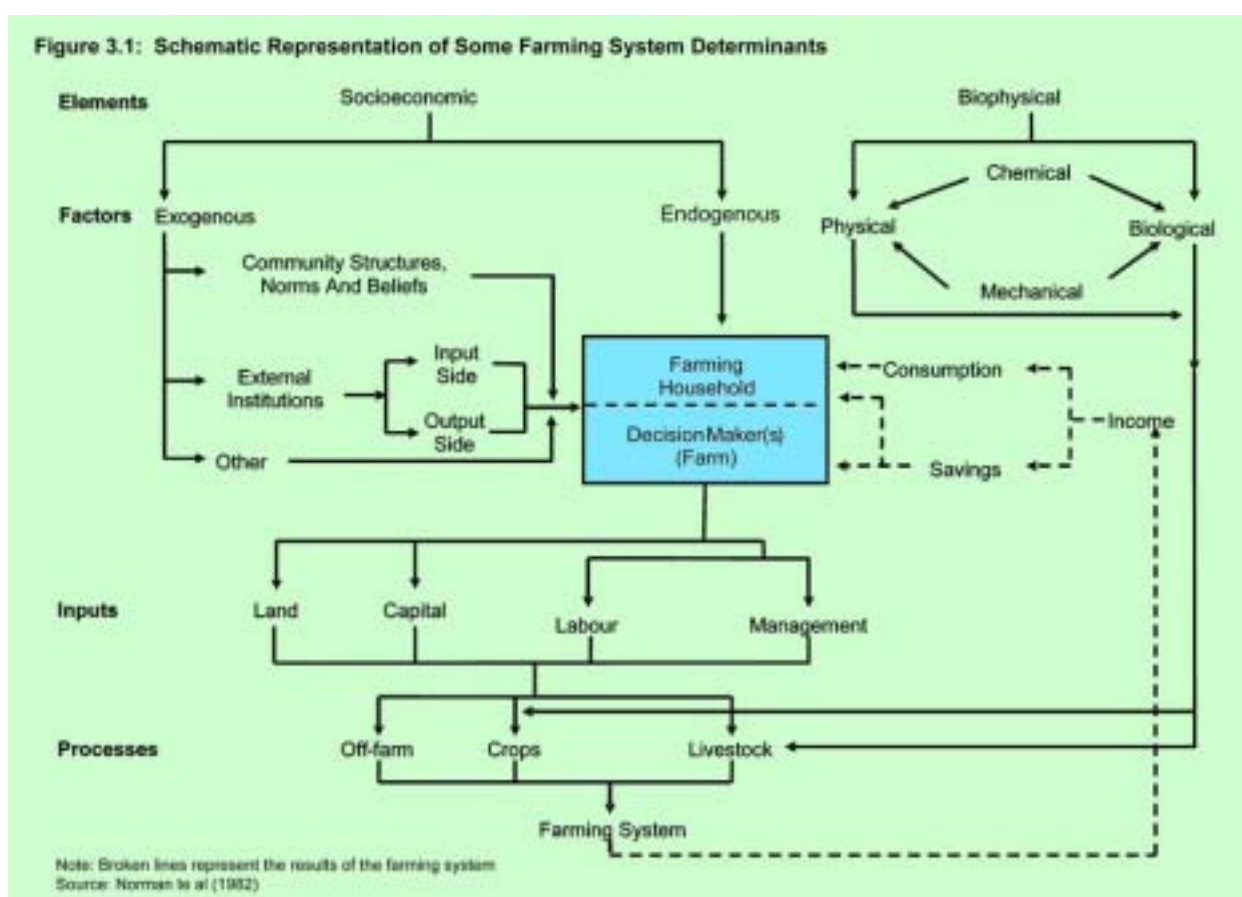 Figure 3.1: Schematic Representation of Some Farming System Determinants
Elements
Socioeconomic
Biophysical
Chemical
Factors
Exogenous
Endogenous
Physical
Biological
Community Structures,
Norms And Beliefs
Mechanical
Input
Side
External
Institutions
Output
Side
Other
Farming
Household
Decision Maker(s)
(Farm)
Consumption
Income
Savings
Inputs
Land
Capital
Labour
Management
Processes
Off-farm
Crops
Livestock
Farming System
Note: Broken lines represent the results of the farming system
Source: Norman te al (1982)